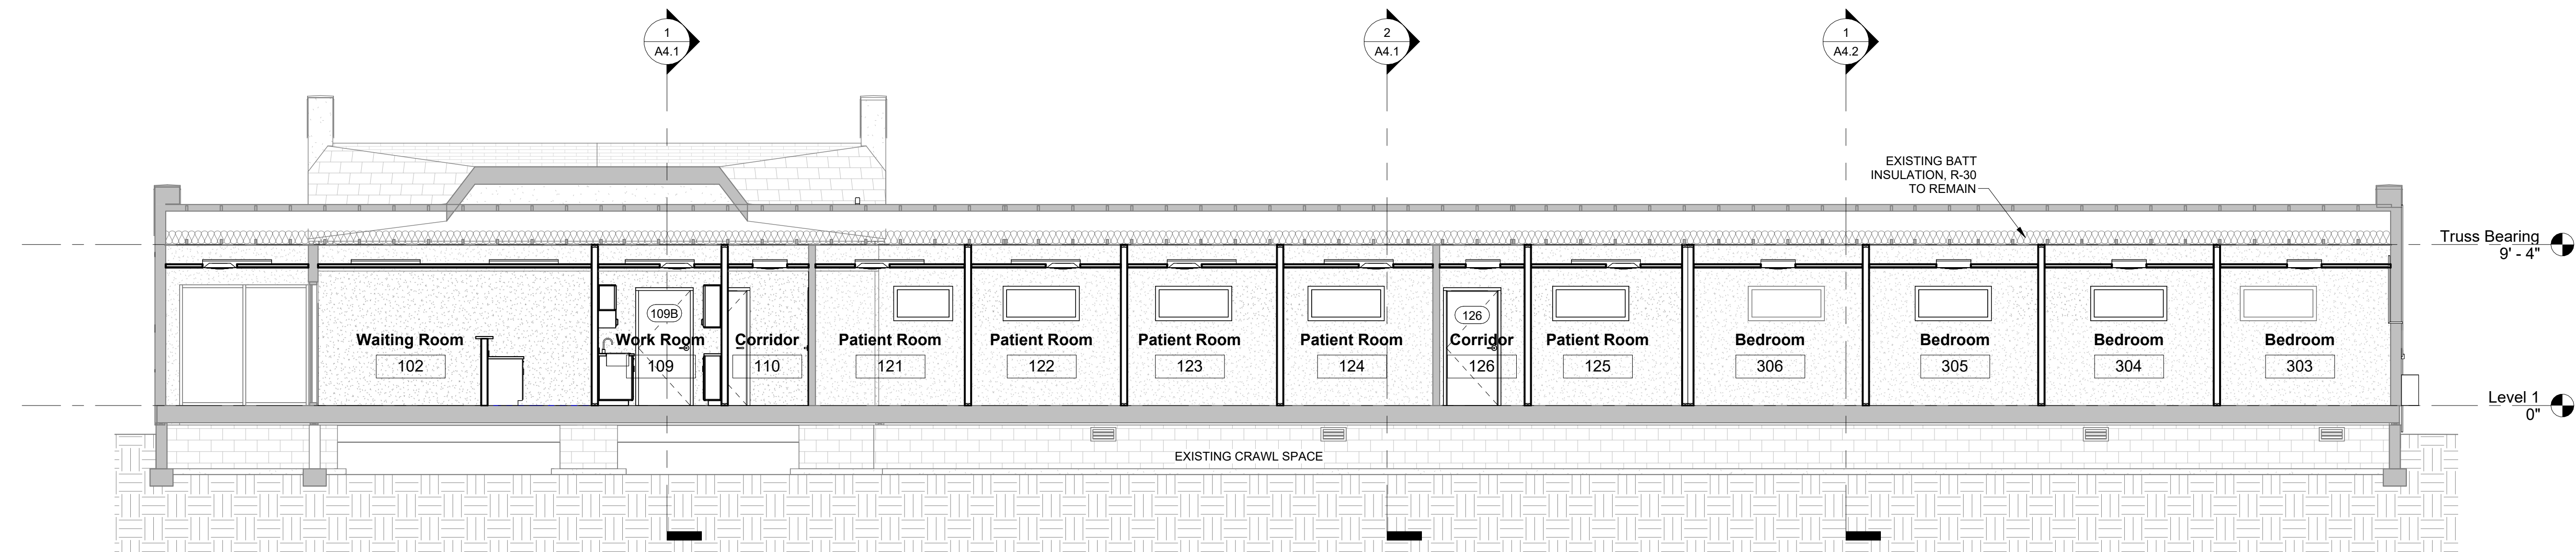 1
A4.1
2
A4.1
1
A4.2
EXISTING BATT
INSULATION, R-30
TO REMAIN
Truss Bearing
9' - 4"
109B
126
Waiting Room
102
Work Room
109
Corridor
110
Patient Room
121
Patient Room
122
Patient Room
123
Patient Room
124
Corridor
126
Patient Room
125
Bedroom
306
Bedroom
305
Bedroom
304
Bedroom
303
Level 1
0"
EXISTING CRAWL SPACE